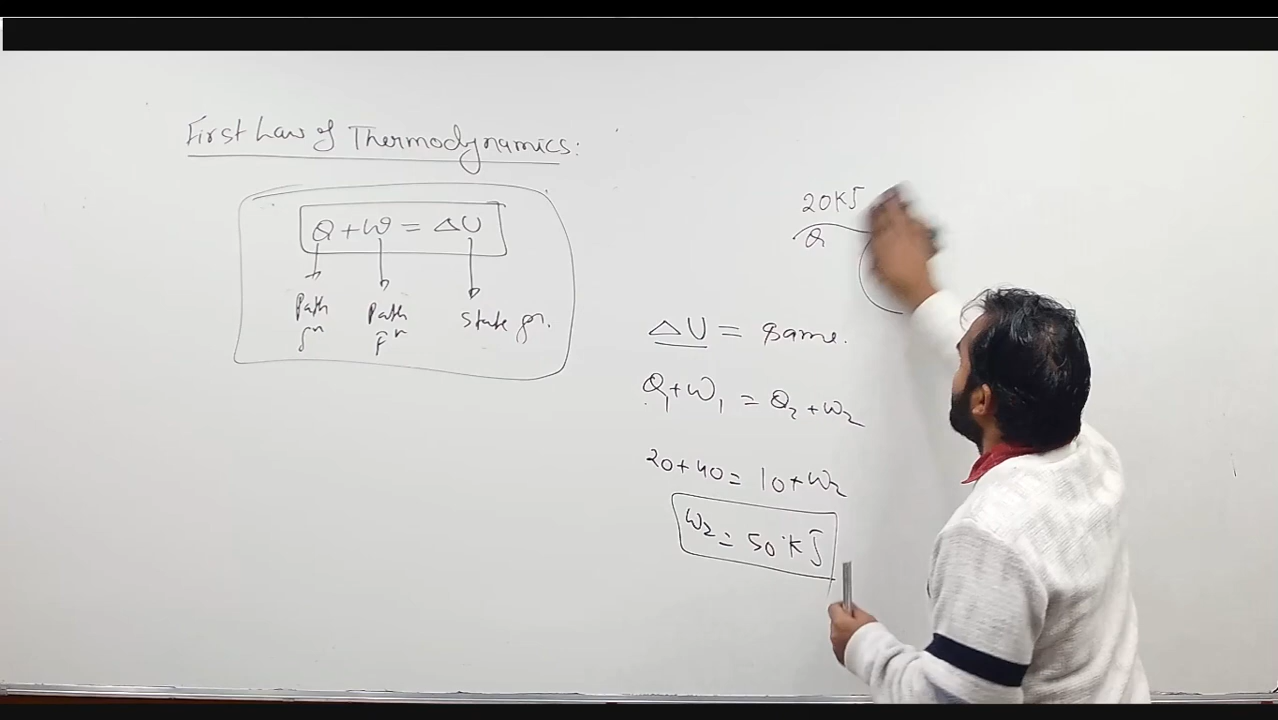 First Law of Thermodynamics:
Q + W = ΔU
Path fn Path fn State fn.
20KJ
Q
ΔU = same.
Q1+W1 = Q2+W2
20+40 = 10+W2
W2 = 50 KJ